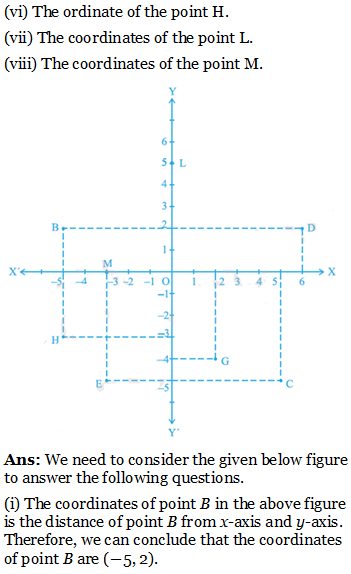 (vi) The ordinate of the point H.
(vii) The coordinates of the point L.
(viii) The coordinates of the point M.
Y
6
5 L
4
3
B 2 D
1
M
X' -5 -4 -3 -2 -1 O 1 2 3 4 5 6 X
-1
-2
H -3
-4 G
E -5 C
Y'
Ans: We need to consider the given below figure
to answer the following questions.
(i) The coordinates of point B in the above figure
is the distance of point B from x-axis and y-axis.
Therefore, we can conclude that the coordinates
of point B are (−5, 2).